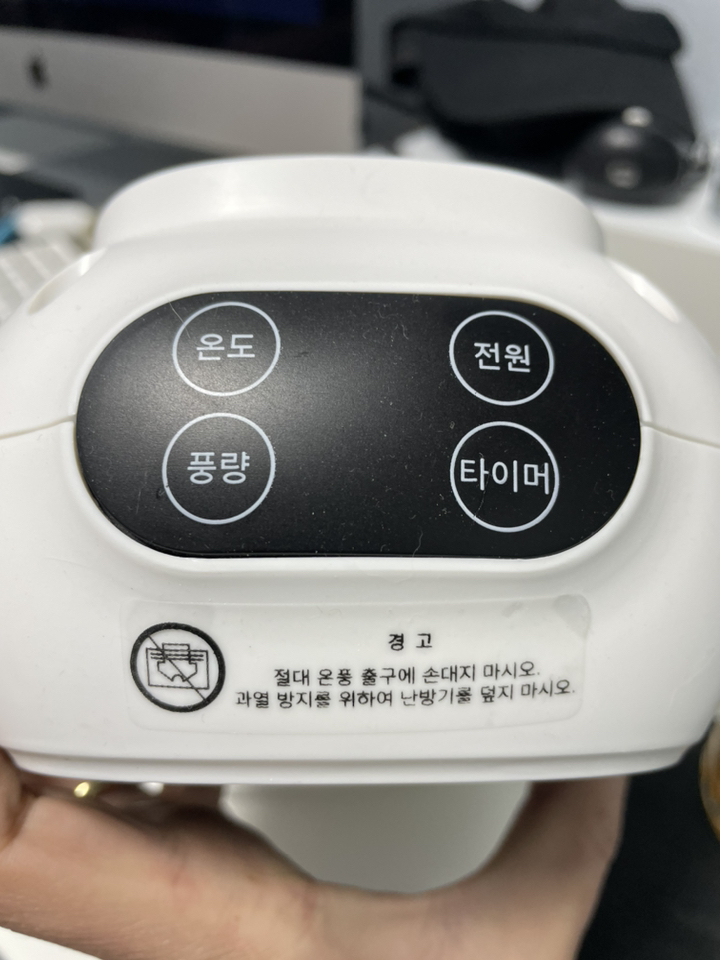 온도
전원
풍량
타이머
경 고
절대 온풍 출구에 손대지 마시오.
과열 방지를 위하여 난방기를 덮지 마시오.